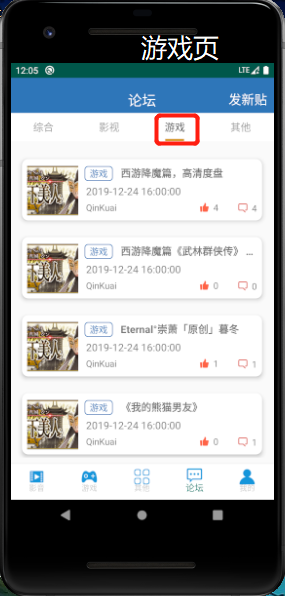 游戏页
12:05 LTE
论坛 发新贴
综合 影视 游戏 其他
游戏 西游降魔篇，高清度盘
2019-12-24 16:00:00
QinKuai 4 4
游戏 西游降魔篇《武林群侠传》 ...
2019-12-24 16:00:00
QinKuai 0 0
游戏 Eternal°崇萧「原创」暮冬
2019-12-24 16:00:00
QinKuai 1 1
游戏 《我的熊猫男友》
2019-12-24 16:00:00
QinKuai 0 1
游戏 其他 论坛